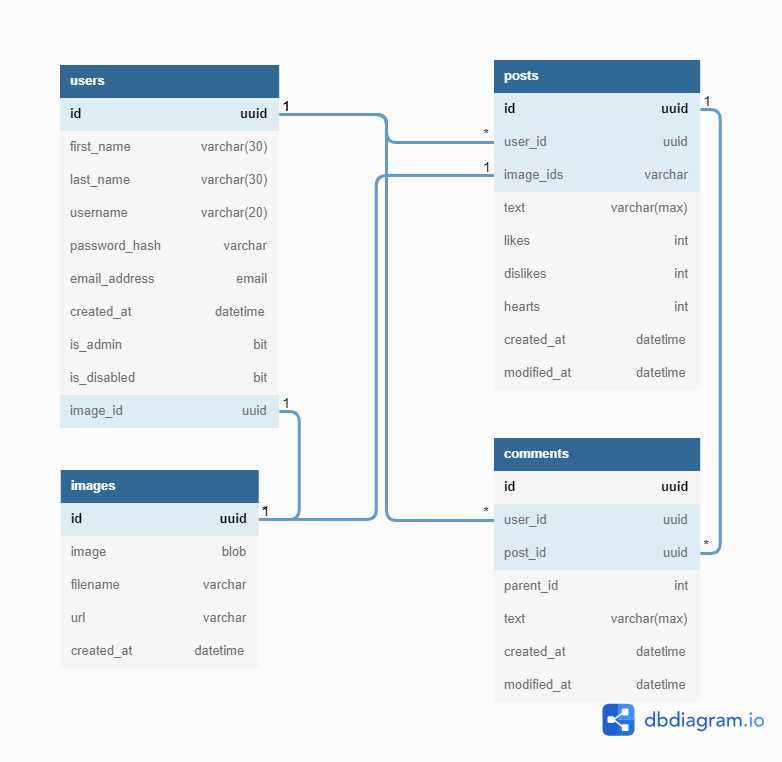 users
id uuid
first_name varchar(30)
last_name varchar(30)
username varchar(20)
password_hash varchar
email_address email
created_at datetime
is_admin bit
is_disabled bit
image_id uuid
1
1
images
id uuid
image blob
filename varchar
url varchar
created_at datetime
*1
posts
id uuid
user_id uuid
image_ids varchar
text varchar(max)
likes int
dislikes int
hearts int
created_at datetime
modified_at datetime
1
*
1
comments
id uuid
user_id uuid
post_id uuid
parent_id int
text varchar(max)
created_at datetime
modified_at datetime
*
*
dbdiagram.io